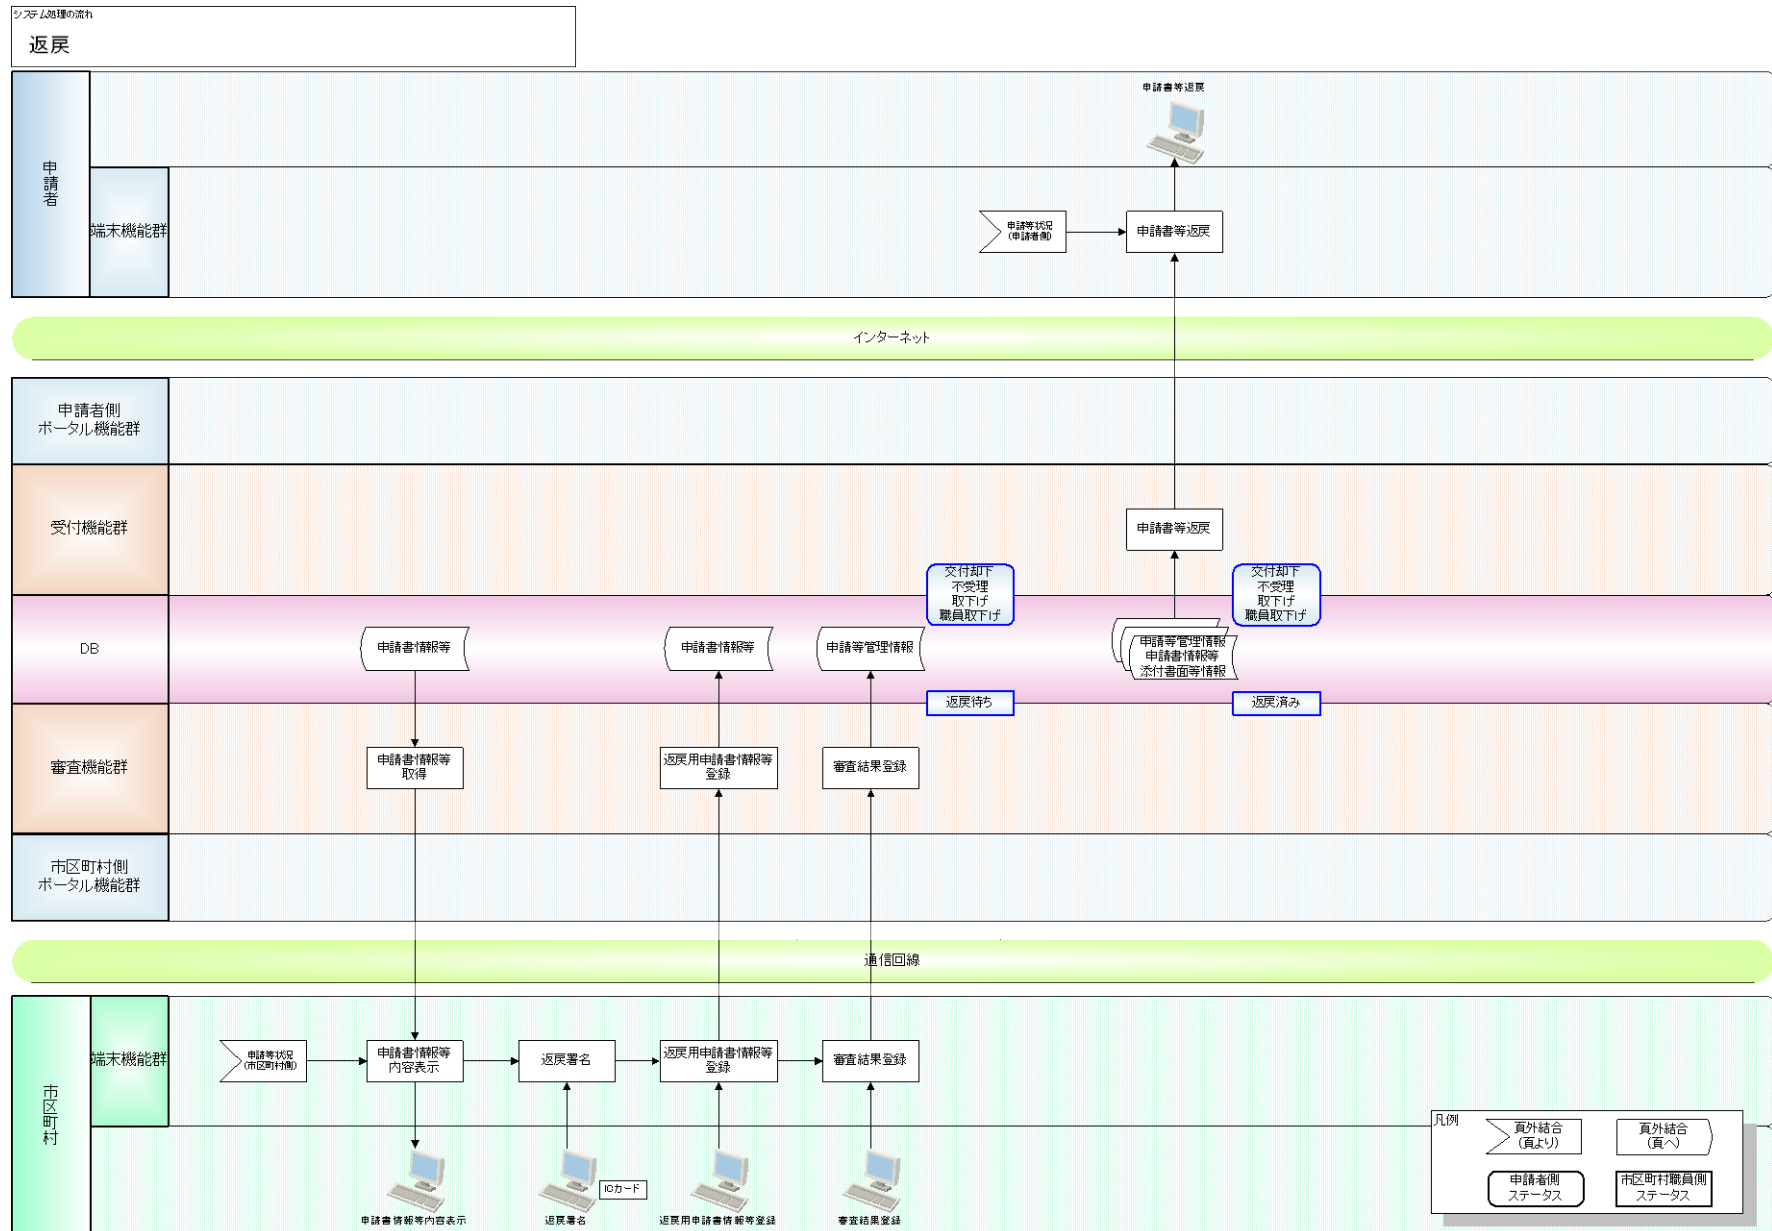 システム処理の流れ
返戻
申請書等返戻
申請者
端末機能群
申請等状況
(申請者側)
申請書等返戻
インターネット
申請者側
ポータル機能群
受付機能群
申請書等返戻
交付却下
不受理
取下げ
職員取下げ
交付却下
不受理
取下げ
職員取下げ
DB
申請書情報等
申請書情報等
申請等管理情報
申請等管理情報
申請書情報等
添付書面等情報
返戻待ち
返戻済み
審査機能群
申請書情報等
取得
返戻用申請書情報等
登録
審査結果登録
市区町村側
ポータル機能群
通信回線
市区町村
端末機能群
申請等状況
(市区町村側)
申請書情報等
内容表示
返戻署名
返戻用申請書情報等
登録
審査結果登録
ICカード
申請書情報等内容表示
返戻署名
返戻用申請書情報等登録
審査結果登録
凡例
頁外結合
(頁より)
頁外結合
(頁へ)
申請者側
ステータス
市区町村職員側
ステータス